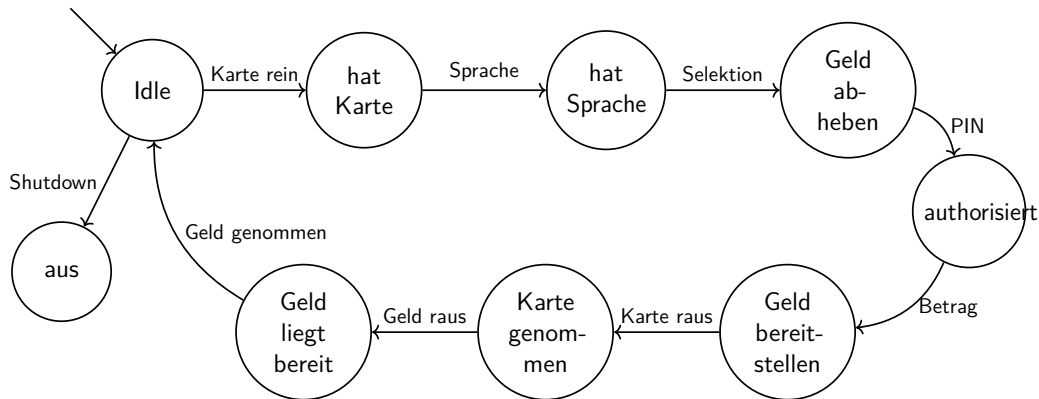 Idle
Karte rein
hat
Karte
Sprache
hat
Sprache
Selektion
Geld
ab-
heben
PIN
authorisiert
Betrag
Geld
bereit-
stellen
Karte raus
Karte
genom-
men
Geld raus
Geld
liegt
bereit
Geld genommen
Shutdown
aus